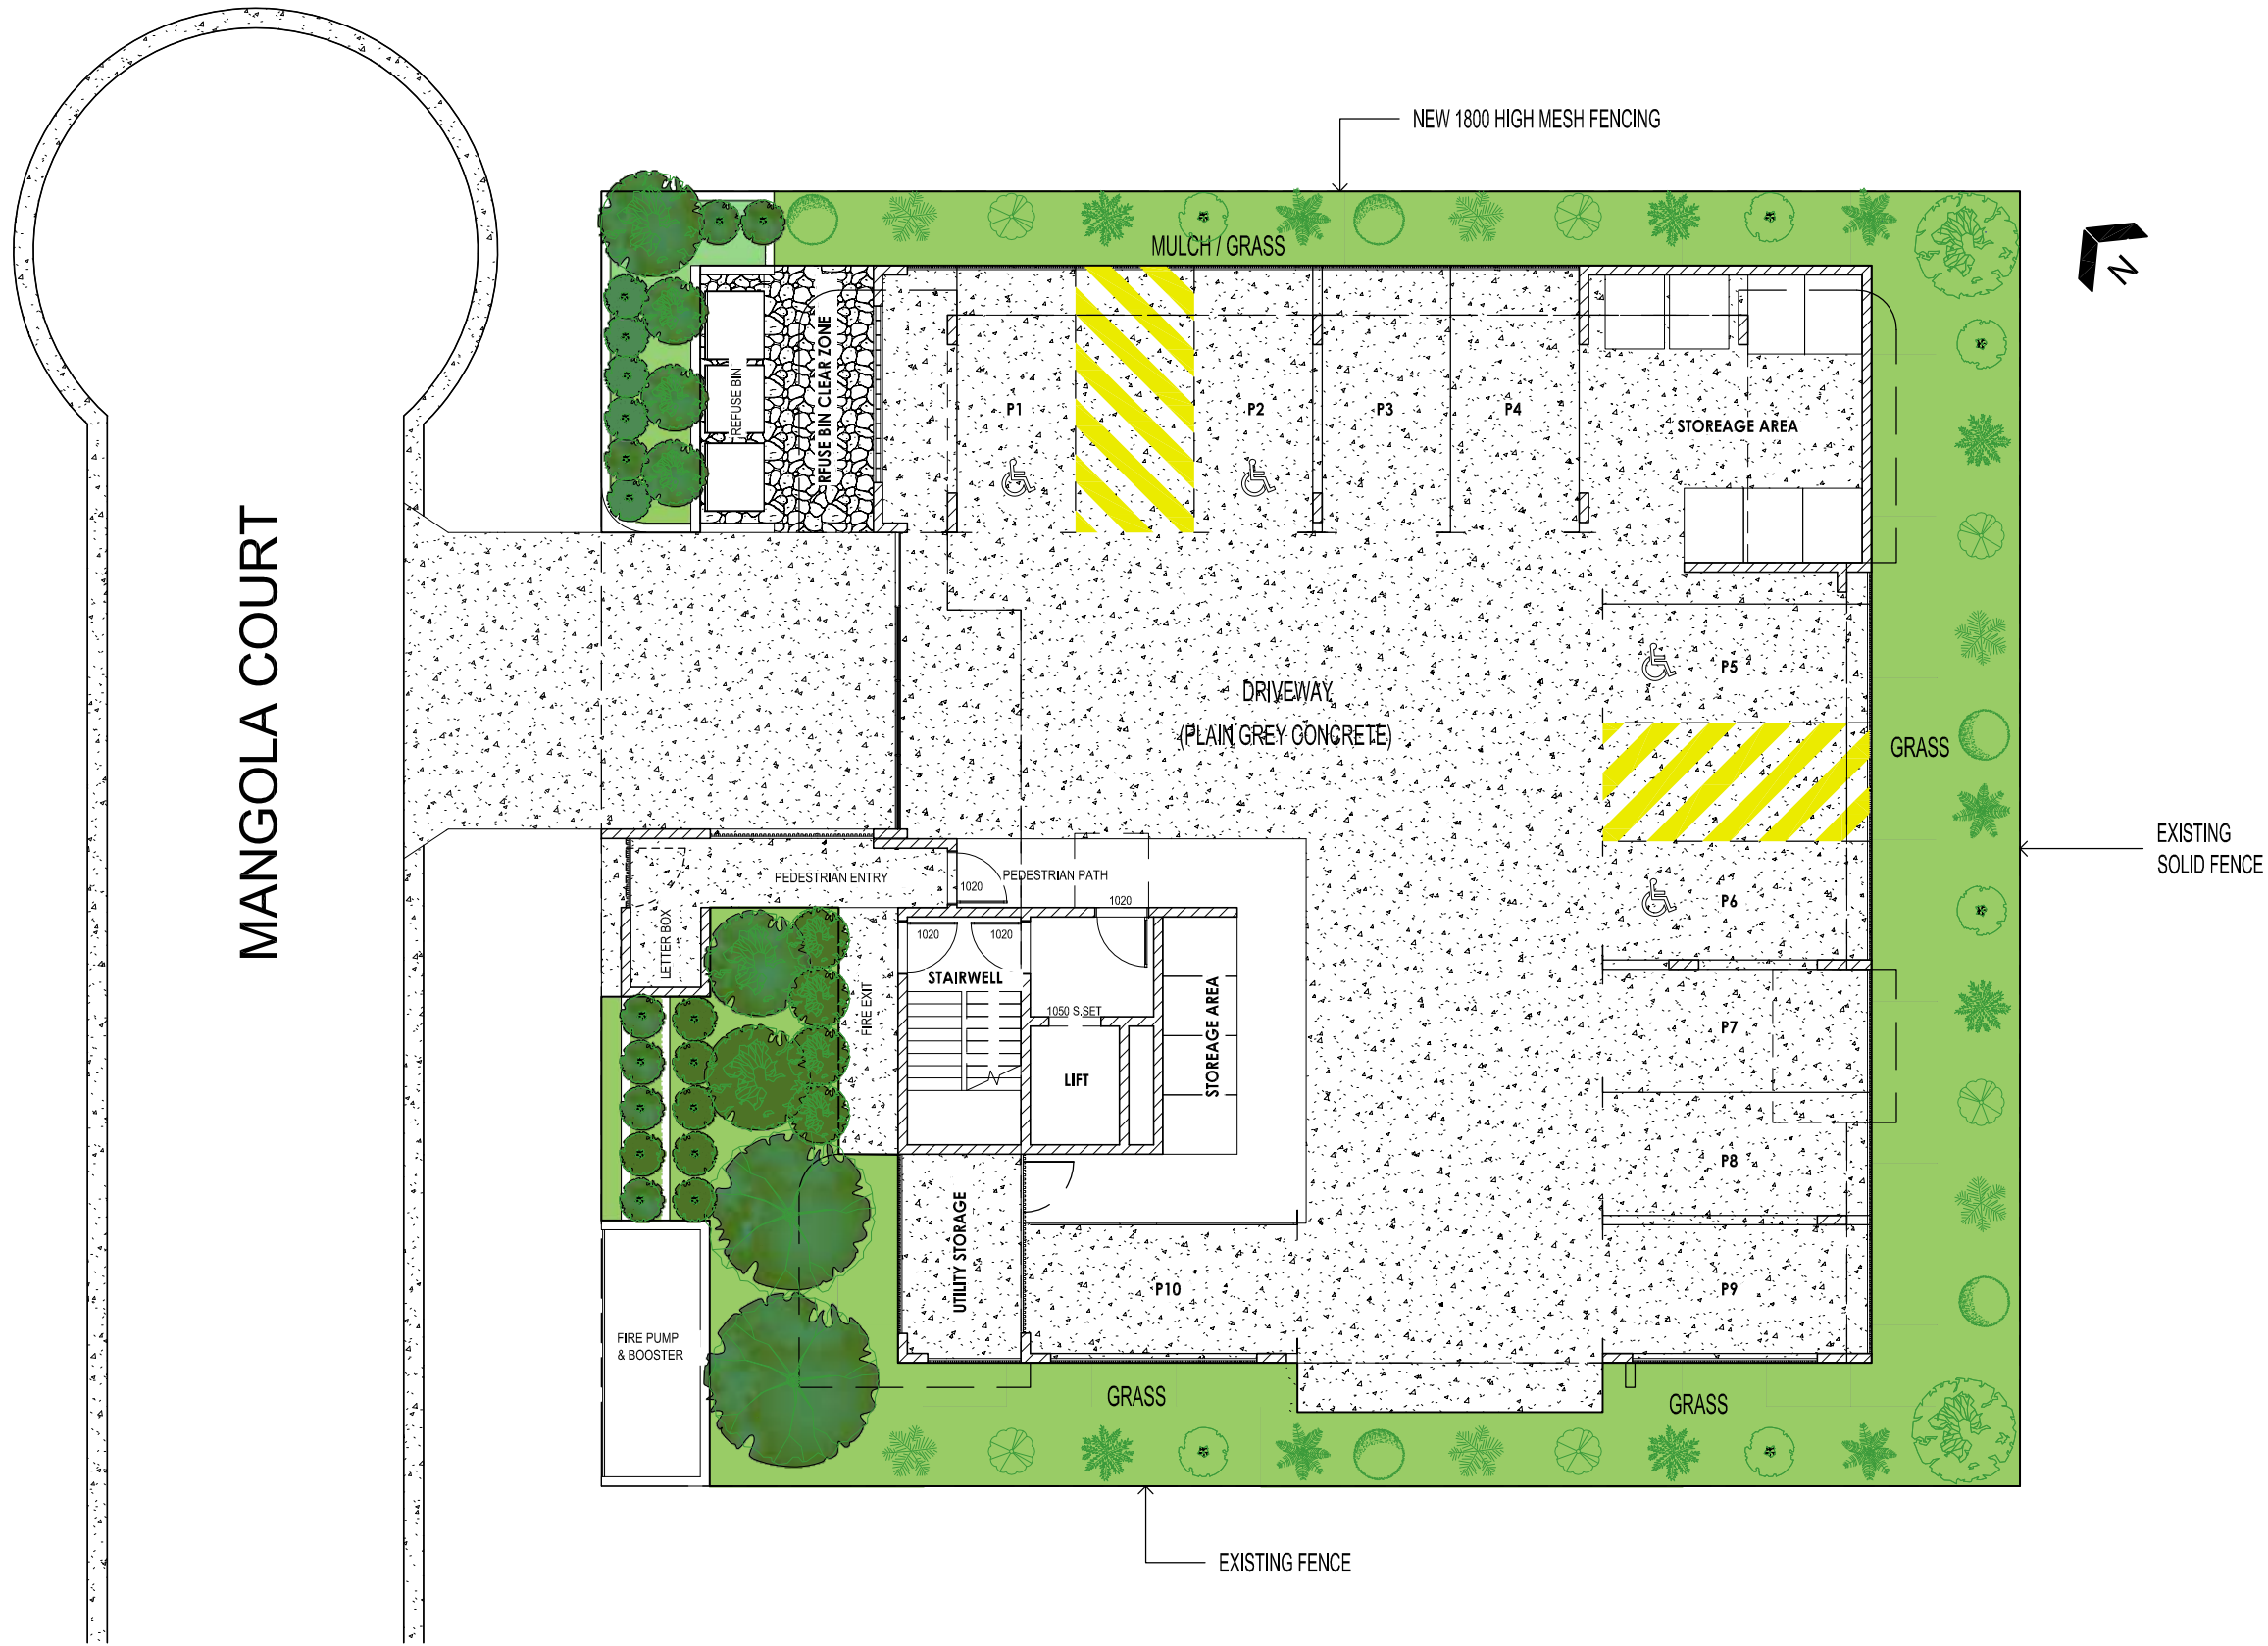 NEW 1800 HIGH MESH FENCING
MULCH / GRASS
N
REFUSE BIN
RFUSE BIN CLEAR ZONE
P1
P2
P3
P4
STOREAGE AREA
MANGOLA COURT
DRIVEWAY
(PLAIN GREY CONCRETE)
P5
GRASS
EXISTING
SOLID FENCE
PEDESTRIAN ENTRY
1020
PEDESTRIAN PATH
1020
P6
LETTER BOX
1020
1020
STAIRWELL
FIRE EXIT
1050 S.SET
LIFT
STOREAGE AREA
P7
P8
UTILITY STORAGE
P10
P9
FIRE PUMP
& BOOSTER
GRASS
GRASS
EXISTING FENCE